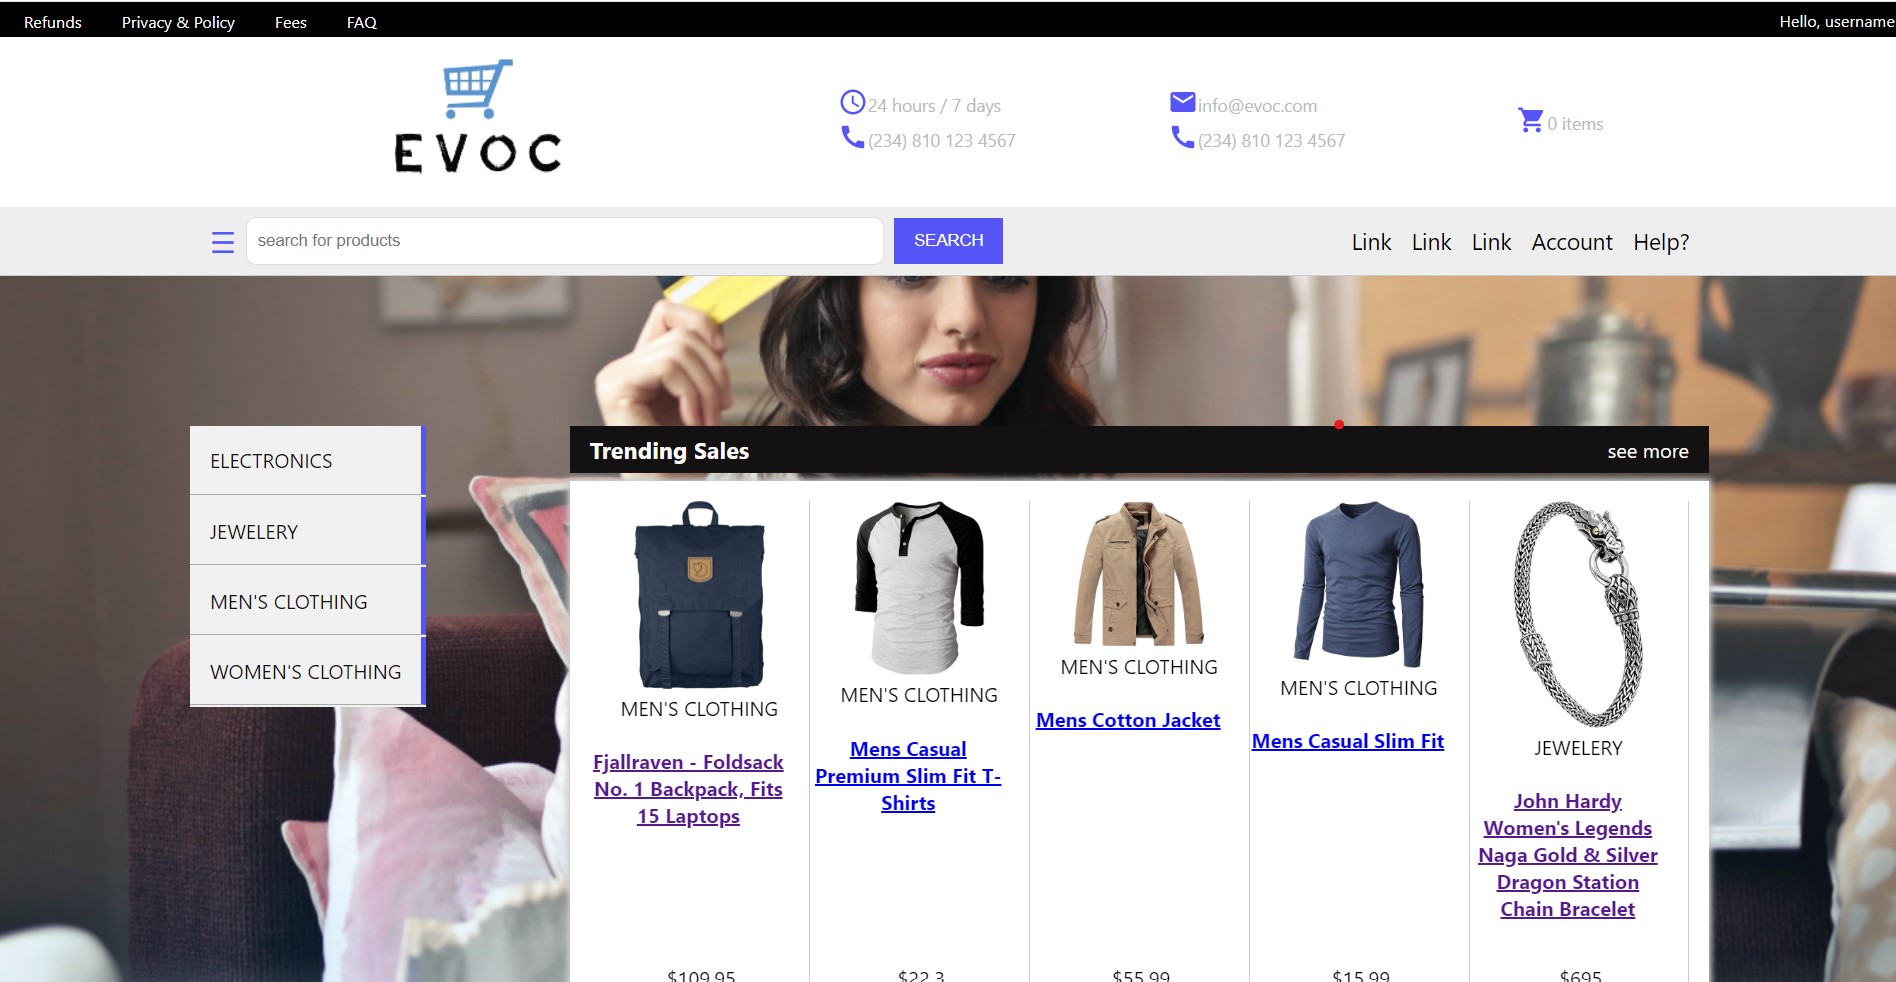 Refunds Privacy & Policy Fees FAQ Hello, username
EVOC
24 hours / 7 days
(234) 810 123 4567
info@evoc.com
(234) 810 123 4567
0 items
search for products
SEARCH
Link Link Link Account Help?
ELECTRONICS
JEWELERY
MEN'S CLOTHING
WOMEN'S CLOTHING
Trending Sales
see more
MEN'S CLOTHING
Fjallraven - Foldsack
No. 1 Backpack, Fits
15 Laptops
$109.95
MEN'S CLOTHING
Mens Casual
Premium Slim Fit T-
Shirts
$22.3
MEN'S CLOTHING
Mens Cotton Jacket
$55.99
MEN'S CLOTHING
Mens Casual Slim Fit
$15.99
JEWELERY
John Hardy
Women's Legends
Naga Gold & Silver
Dragon Station
Chain Bracelet
$695